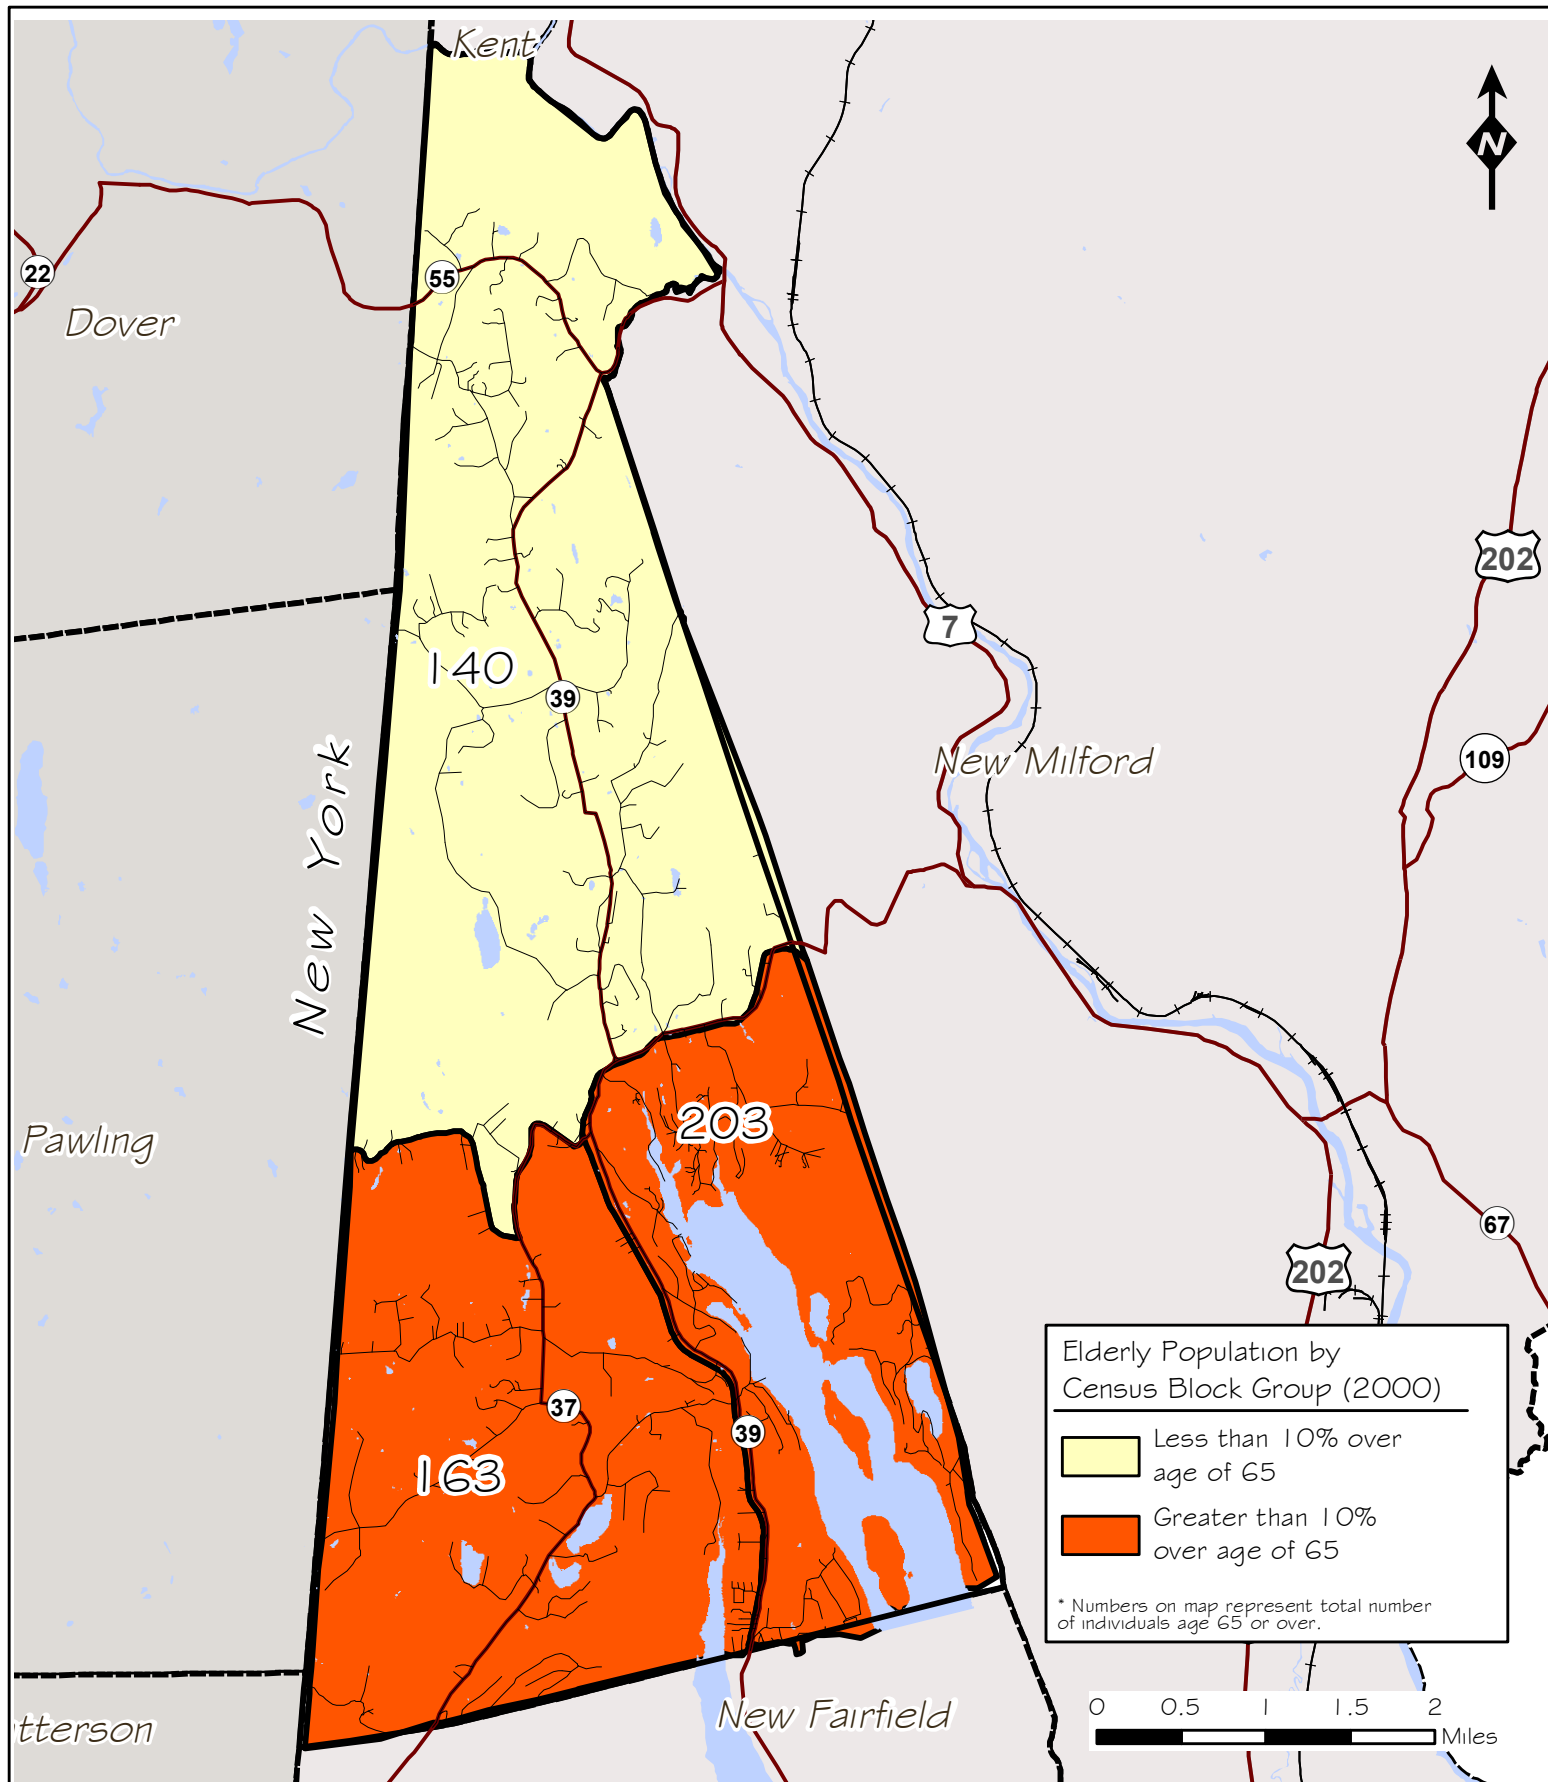 Kent
N
22
55
Dover
202
7
140
39
New Milford
109
New York
203
Pawling
67
202
Elderly Population by
Census Block Group (2000)
Less than 10% over
age of 65
Greater than 10%
over age of 65
* Numbers on map represent total number
of individuals age 65 or over.
37
39
163
New Fairfield
tterson
0 0.5 1 1.5 2
Miles